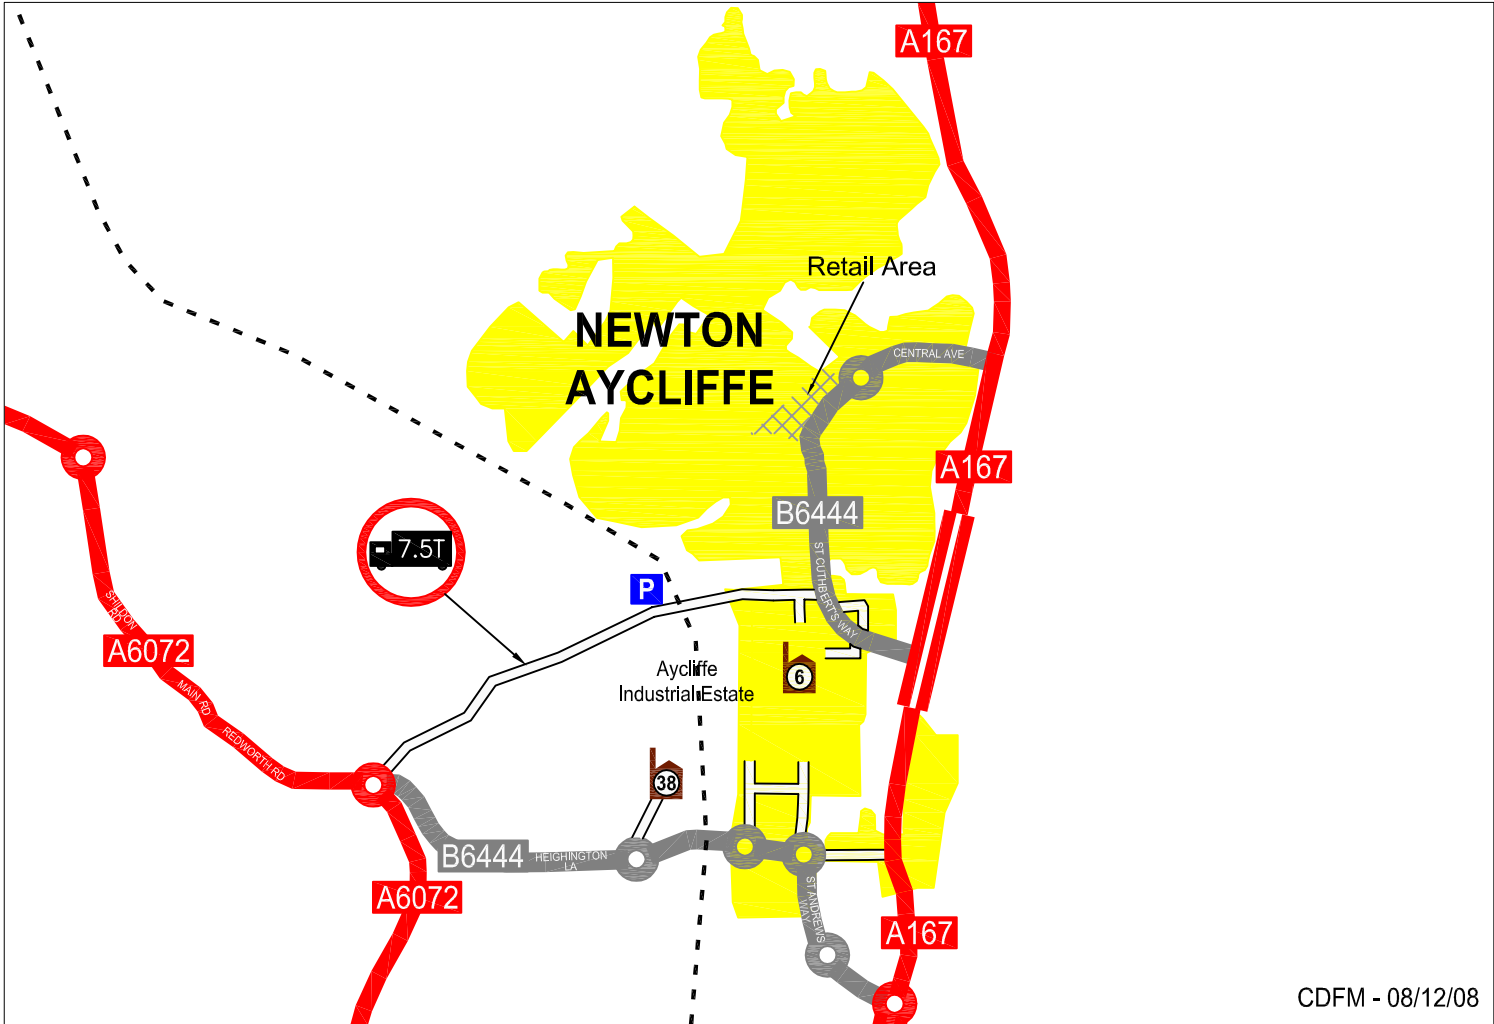 A167
Retail Area
NEWTON
AYCLIFFE
CENTRAL AVE
A167
B6444
7.5T
ST CUTHBERT'S WAY
P
SHILDON
RD
A6072
MAIN RD
REDWORTH RD
Aycliffe
Industrial Estate
6
38
B6444
HEIGHINGTON
LA
A6072
ST ANDREWS
WAY
A167
CDFM - 08/12/08